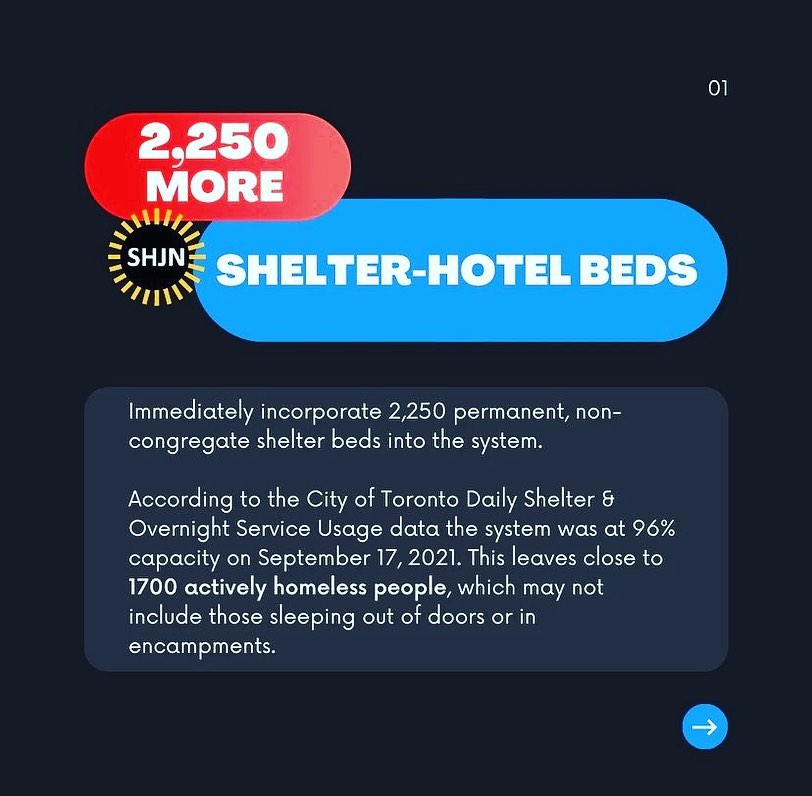 01
2,250
MORE
SHJN
SHELTER-HOTEL BEDS
Immediately incorporate 2,250 permanent, non-
congregate shelter beds into the system.
According to the City of Toronto Daily Shelter &
Overnight Service Usage data the system was at 96%
capacity on September 17, 2021. This leaves close to
1700 actively homeless people, which may not
include those sleeping out of doors or in
encampments.